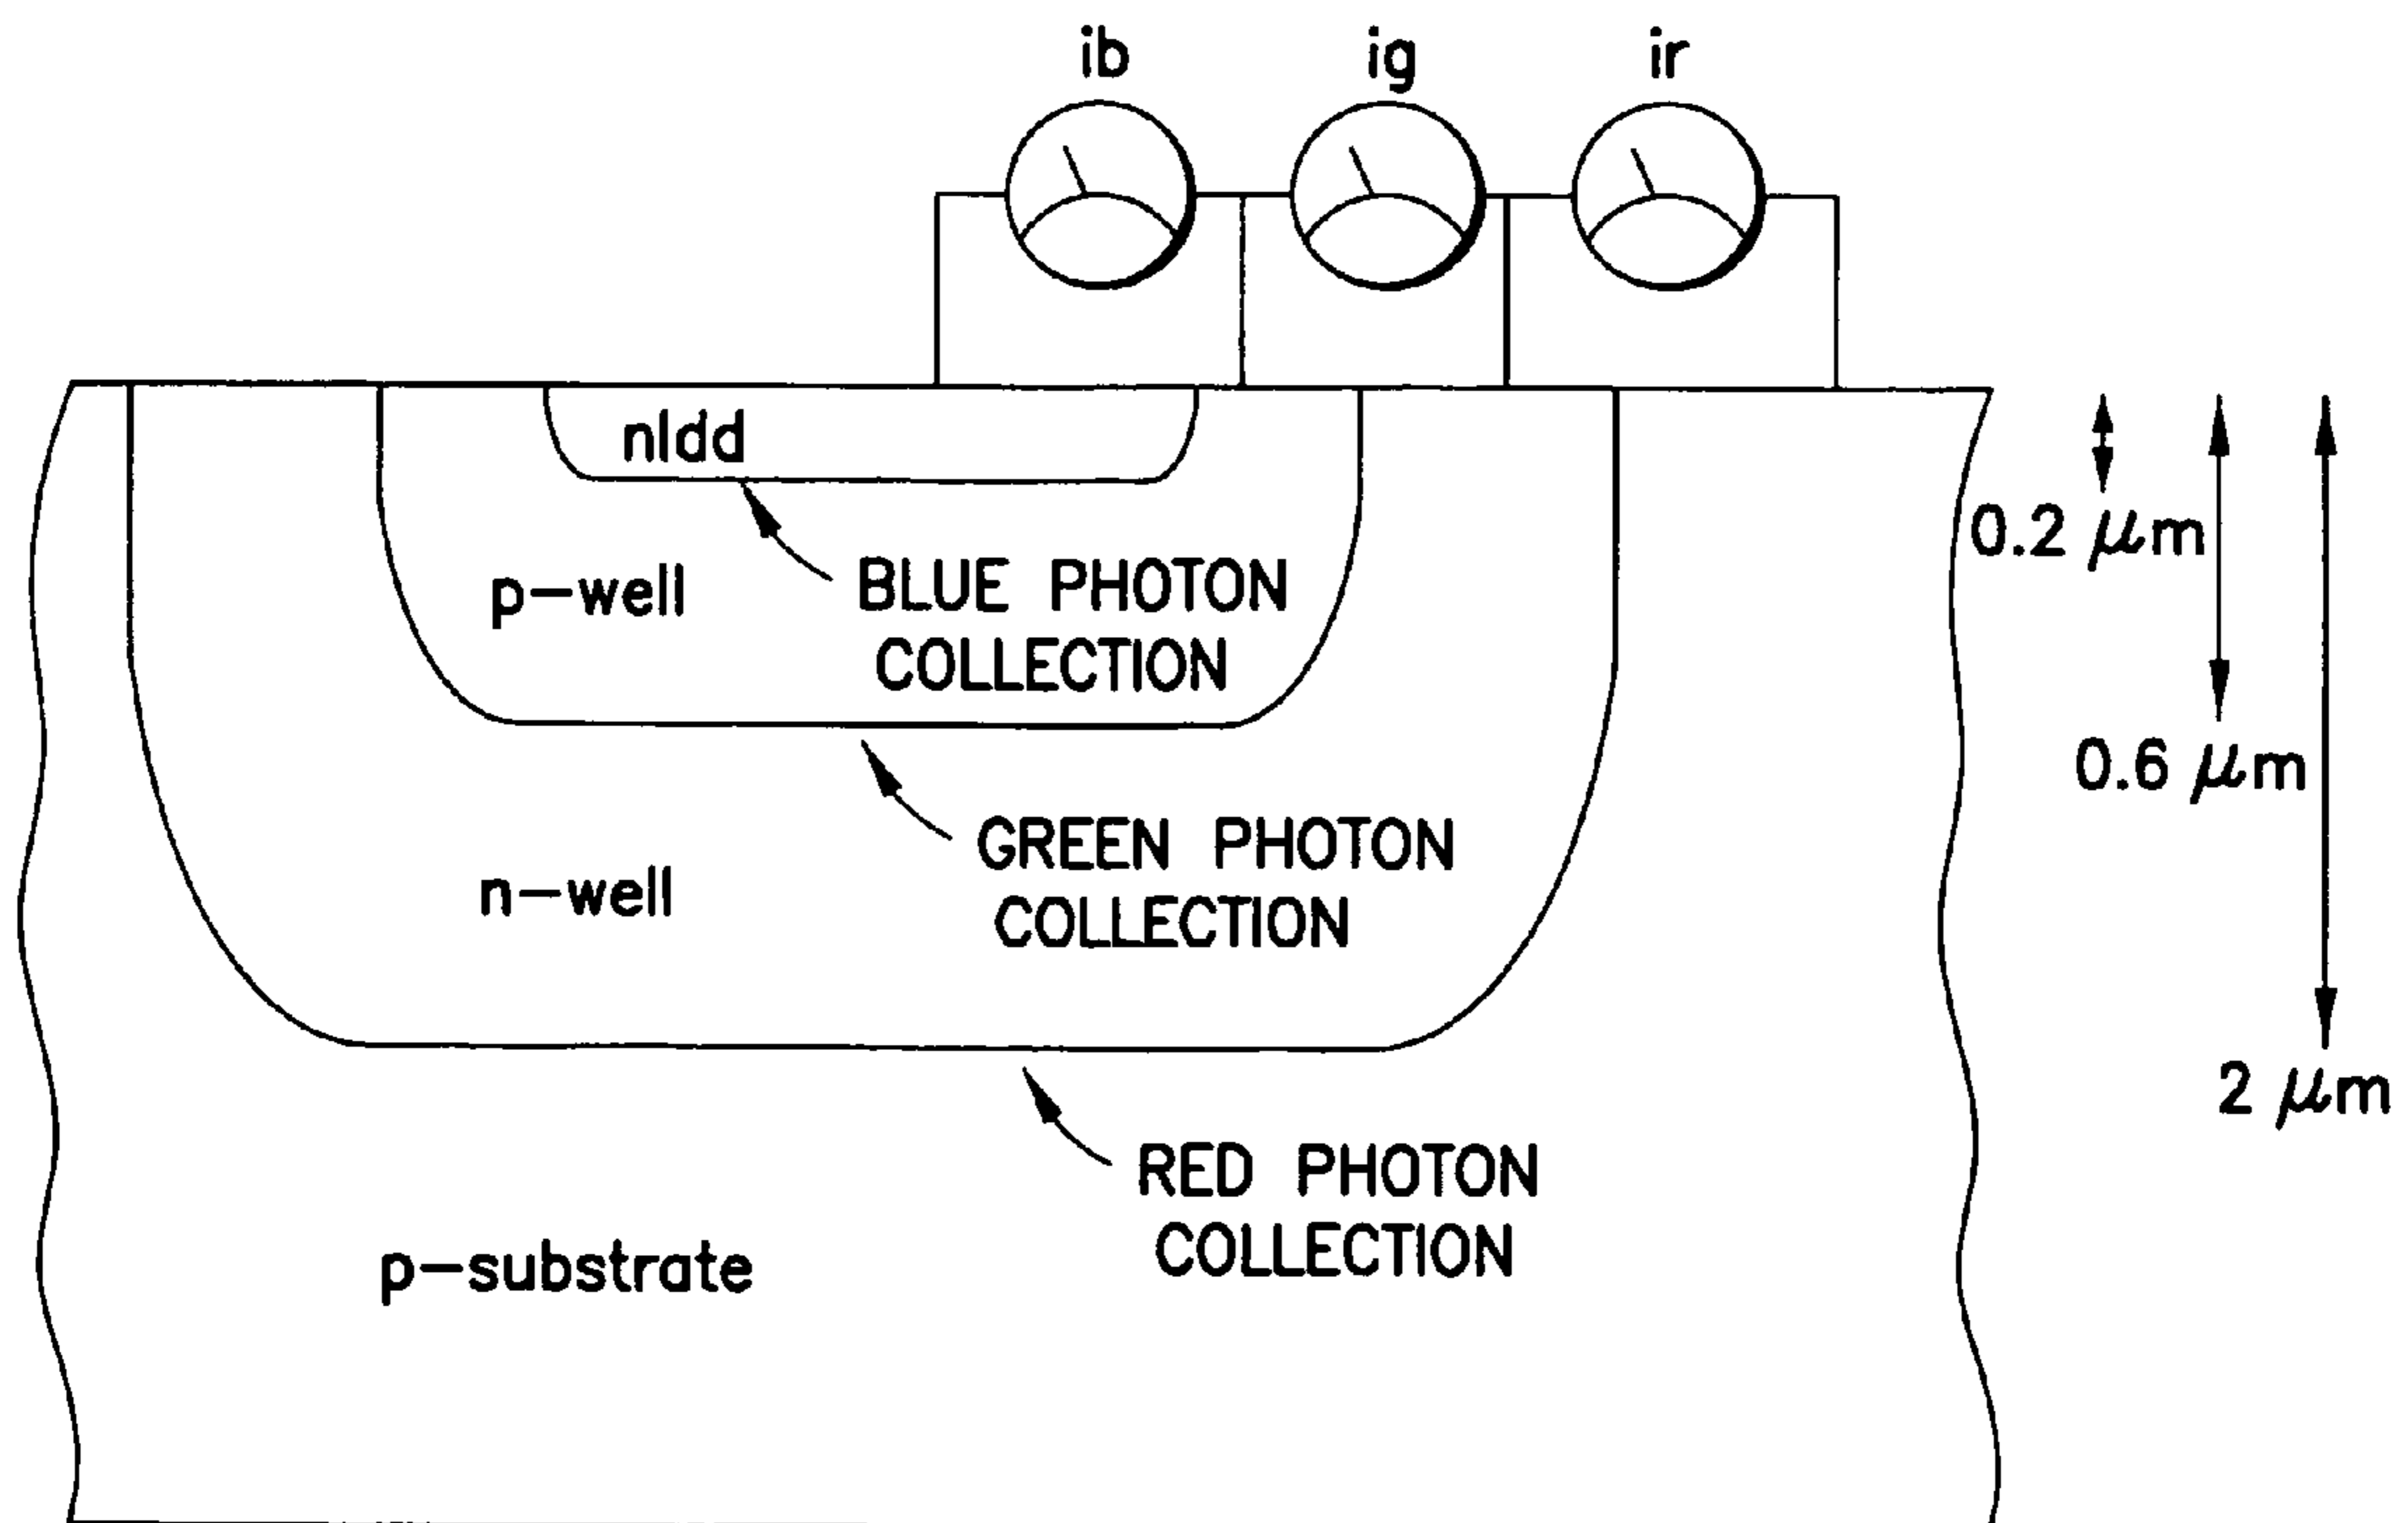 ib ig ir
nldd
0.2 μm
p-well
BLUE PHOTON
COLLECTION
0.6 μm
GREEN PHOTON
COLLECTION
n-well
2 μm
RED PHOTON
COLLECTION
p-substrate